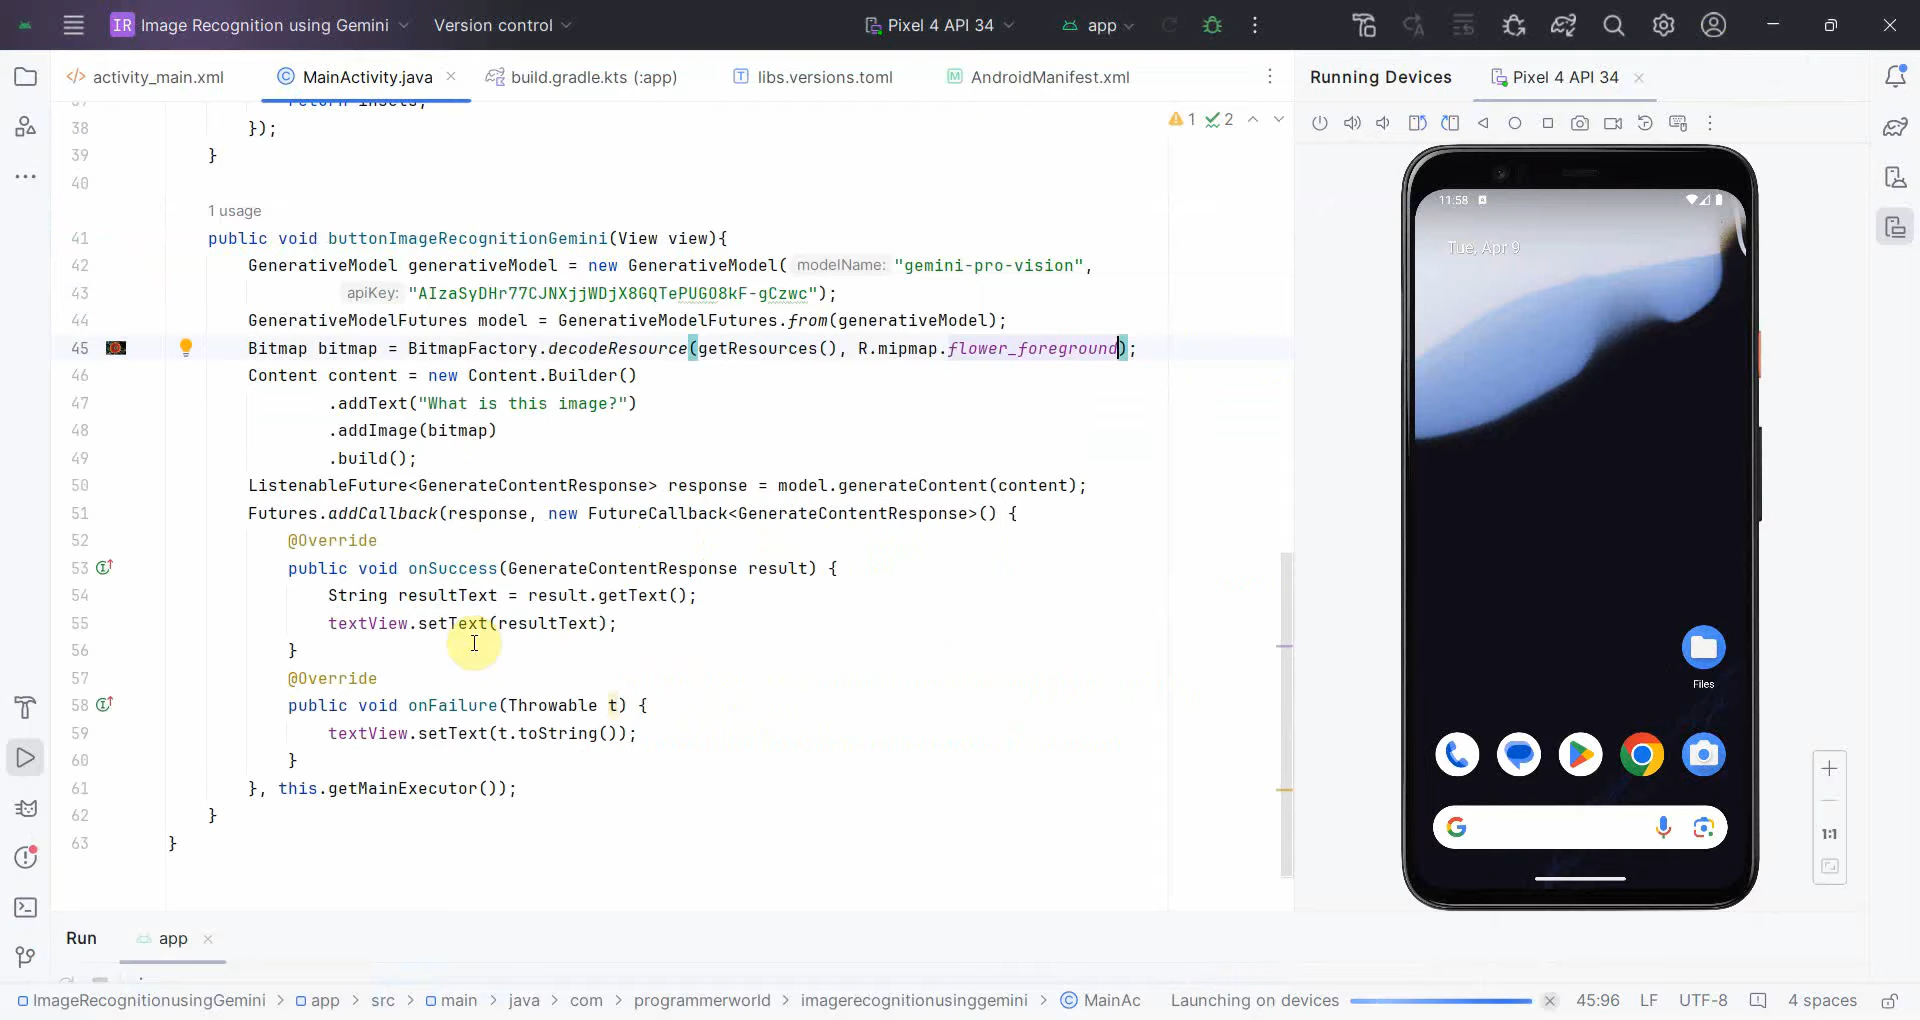 IR Image Recognition using Gemini Version control Pixel 4 API 34 app
activity_main.xml MainActivity.java build.gradle.kts (:app) libs.versions.toml AndroidManifest.xml
Running Devices Pixel 4 API 34
1 2
return insets;
38 });
39 }
40
1 usage
41 public void buttonImageRecognitionGemini(View view){
42 GenerativeModel generativeModel = new GenerativeModel( modelName: "gemini-pro-vision",
43 apiKey: "AIzaSyDHr77CJNXjjWDjX8GQTePUGO8kF-gCzwc");
44 GenerativeModelFutures model = GenerativeModelFutures.from(generativeModel);
45 Bitmap bitmap = BitmapFactory.decodeResource(getResources(), R.mipmap.flower_foreground);
46 Content content = new Content.Builder()
47 .addText("What is this image?")
48 .addImage(bitmap)
49 .build();
50 ListenableFuture<GenerateContentResponse> response = model.generateContent(content);
51 Futures.addCallback(response, new FutureCallback<GenerateContentResponse>() {
52 @Override
53 public void onSuccess(GenerateContentResponse result) {
54 String resultText = result.getText();
55 textView.setText(resultText);
56 }
57 @Override
58 public void onFailure(Throwable t) {
59 textView.setText(t.toString());
60 }
61 }, this.getMainExecutor());
62 }
63 }
11:58
Tue, Apr 9
Files
1:1
Run app
ImageRecognitionusingGemini > app > src > main > java > com > programmerworld > imagerecognitionusinggemini > MainAc Launching on devices 45:96 LF UTF-8 4 spaces